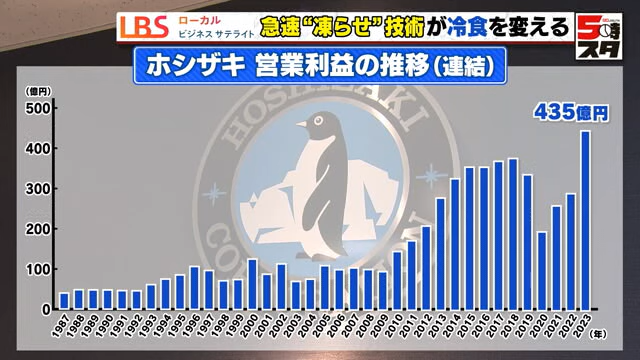 LBS ローカル
ビジネス サテライト
急速“凍らせ”技術が冷食を変える
5時
スタ
ホシザキ 営業利益の推移(連結)
(億円)
500
400
300
200
100
0
435億円
HOSHIZAKI
1987 1988 1989 1990 1991 1992 1993 1994 1995 1996 1997 1998 1999 2000 2001 2002 2003 2004 2005 2006 2007 2008 2009 2010 2011 2012 2013 2014 2015 2016 2017 2018 2019 2020 2021 2022 2023 (年)